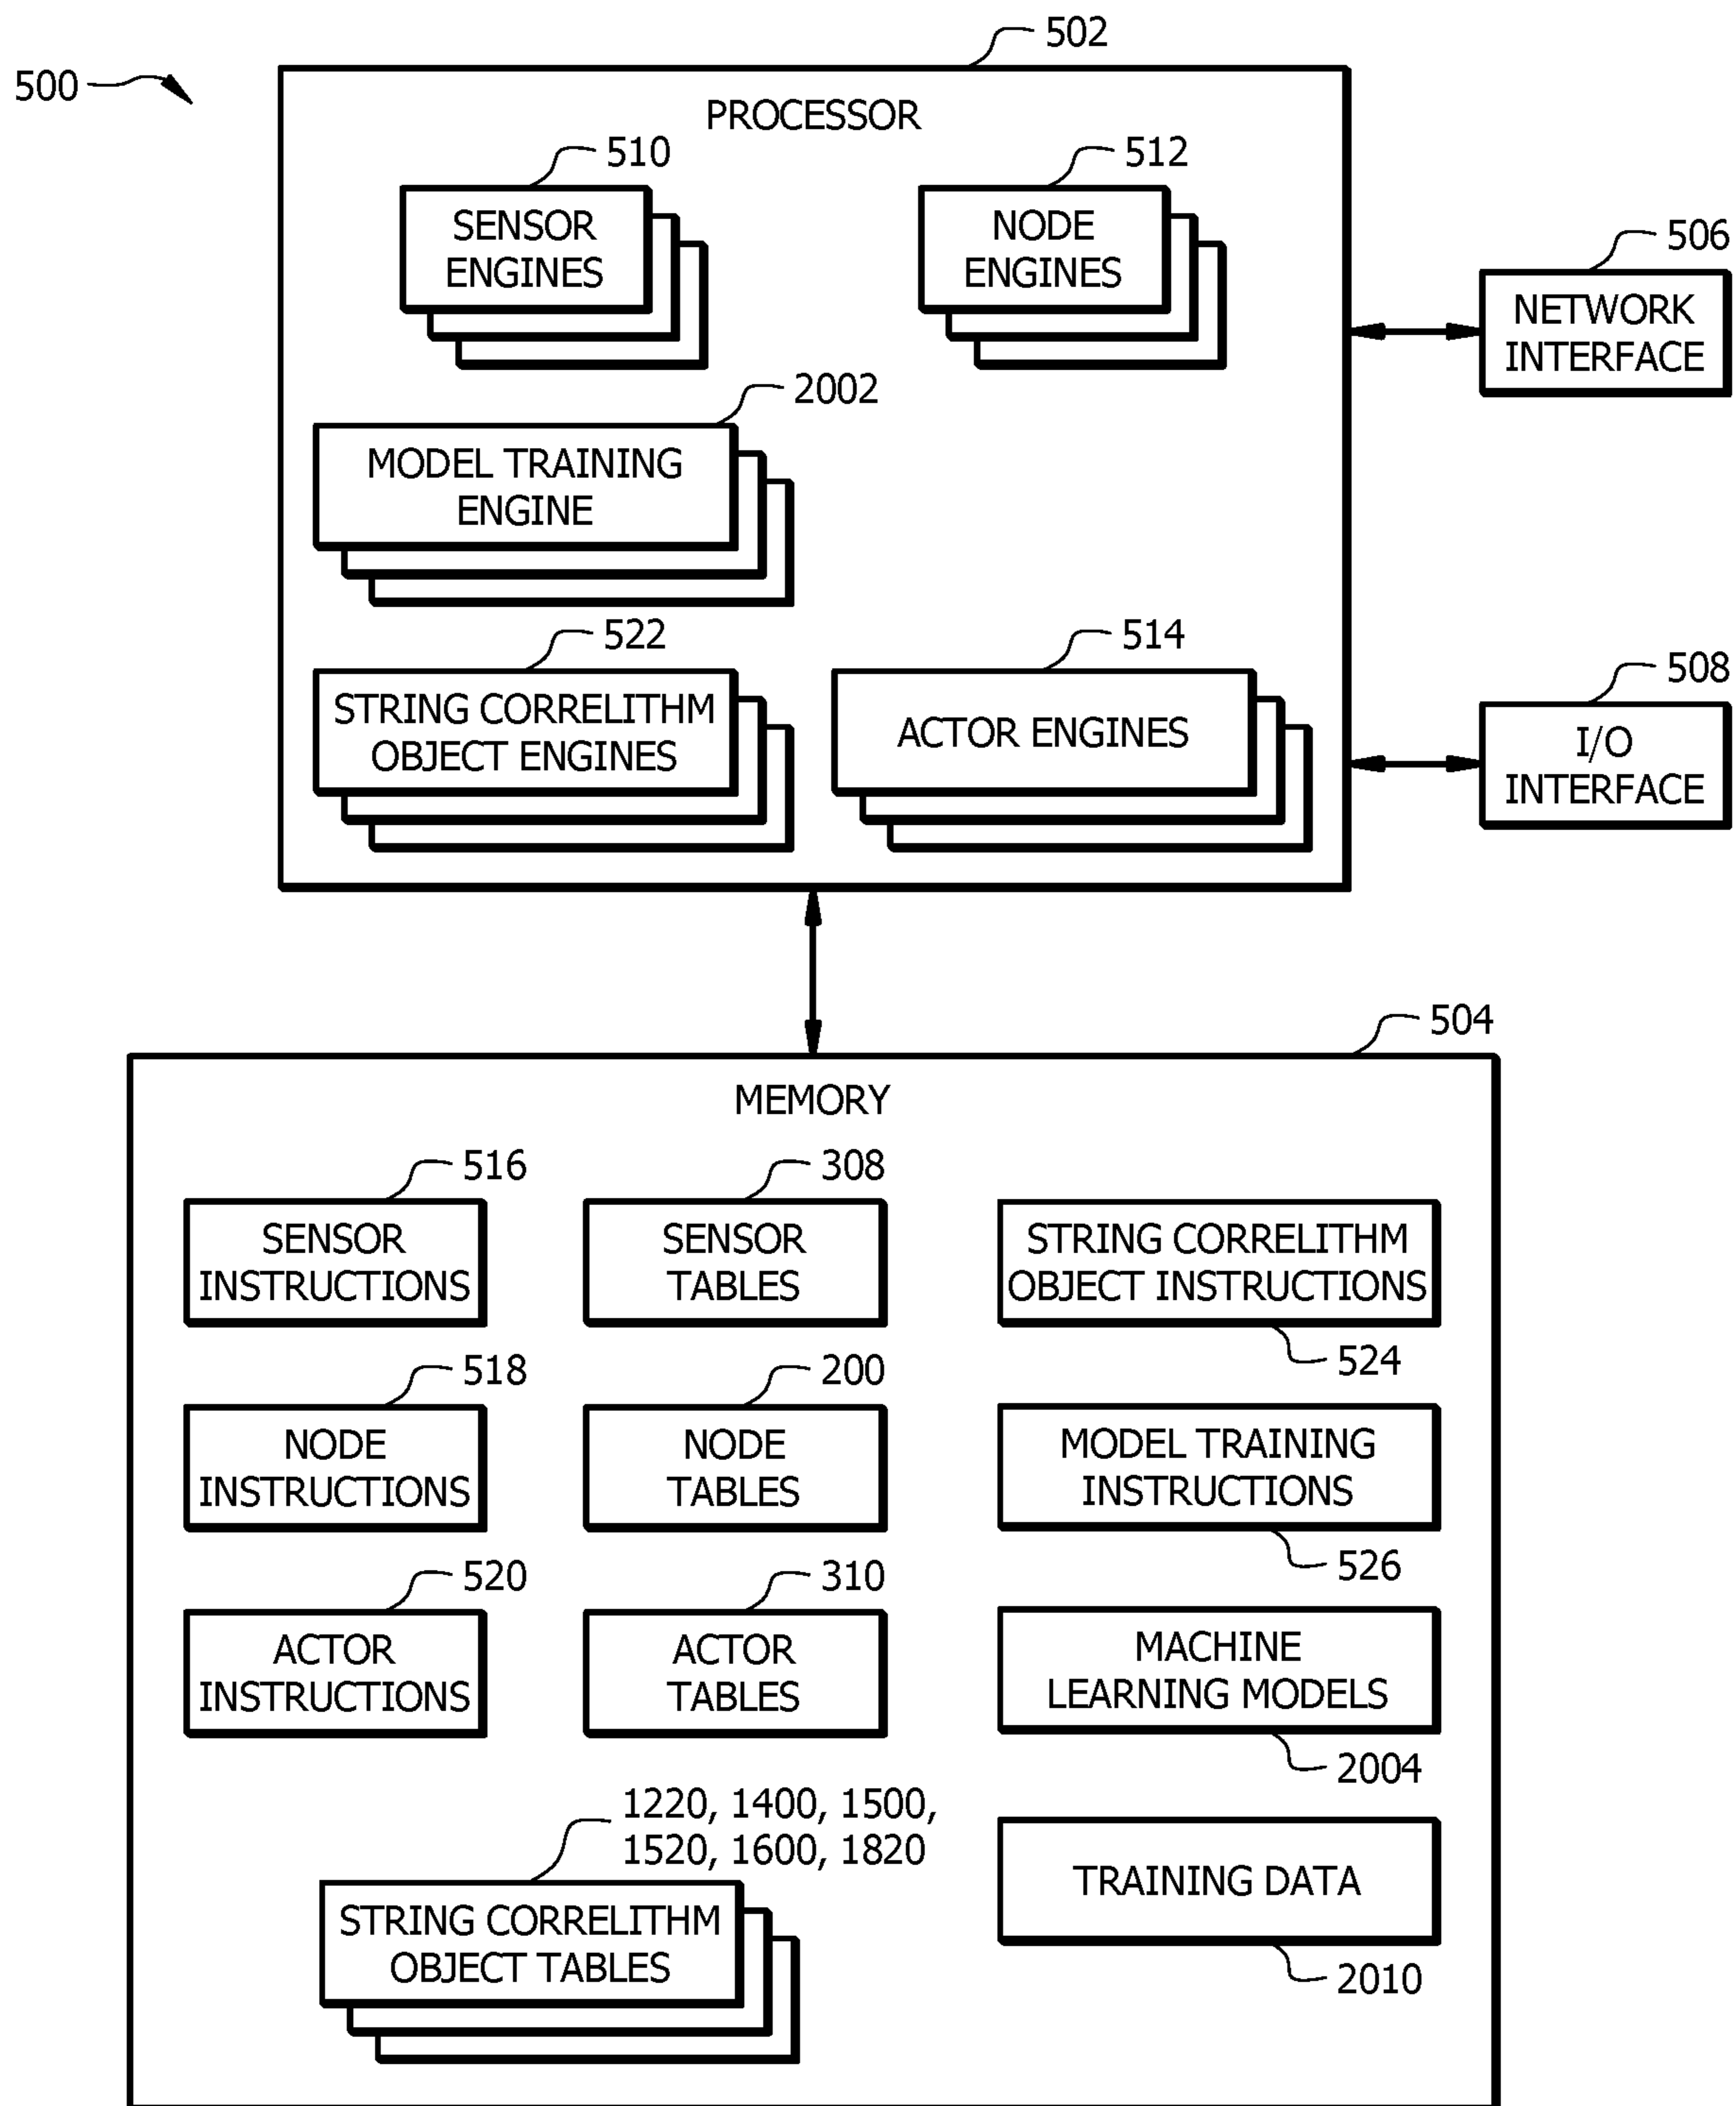 502
500
PROCESSOR
510
512
SENSOR
ENGINES
NODE
ENGINES
506
NETWORK
INTERFACE
2002
MODEL TRAINING
ENGINE
522
514
508
STRING CORRELITHM
OBJECT ENGINES
ACTOR ENGINES
I/O
INTERFACE
504
MEMORY
516
308
SENSOR
INSTRUCTIONS
SENSOR
TABLES
STRING CORRELITHM
OBJECT INSTRUCTIONS
524
518
200
NODE
INSTRUCTIONS
NODE
TABLES
MODEL TRAINING
INSTRUCTIONS
526
520
310
ACTOR
INSTRUCTIONS
ACTOR
TABLES
MACHINE
LEARNING MODELS
2004
1220, 1400, 1500,
1520, 1600, 1820
STRING CORRELITHM
OBJECT TABLES
TRAINING DATA
2010